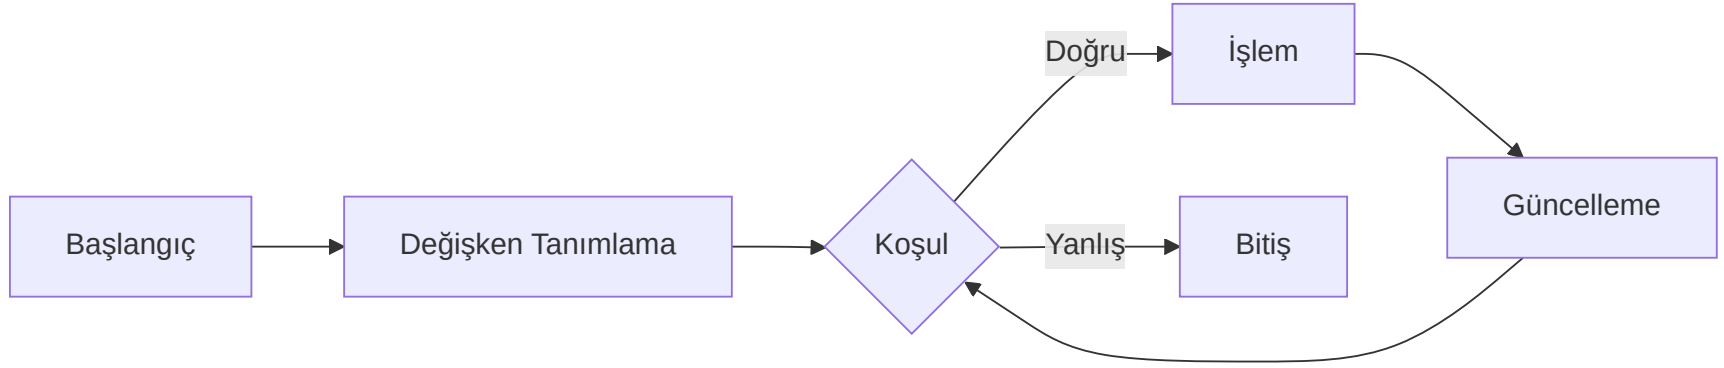 Başlangıç
Değişken Tanımlama
Koşul
Doğru
İşlem
Güncelleme
Yanlış
Bitiş